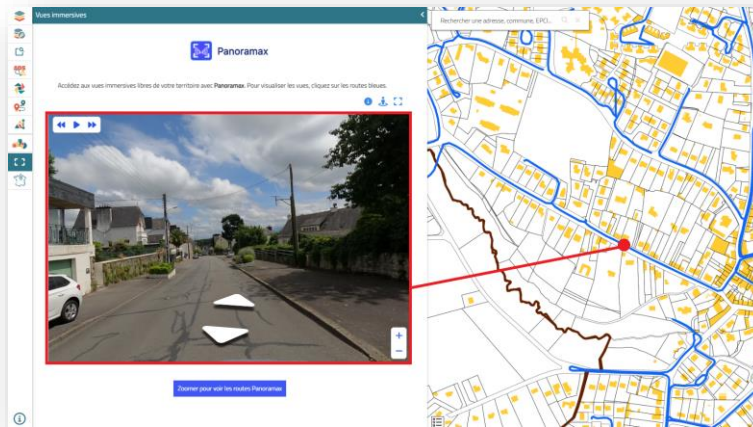 Vues immersives
Rechercher une adresse, commune, EPCI,...
Panoramax
Accédez aux vues immersives libres de votre territoire avec Panoramax. Pour visualiser les vues, cliquez sur les routes bleues.
Zoomer pour voir les routes Panoramax